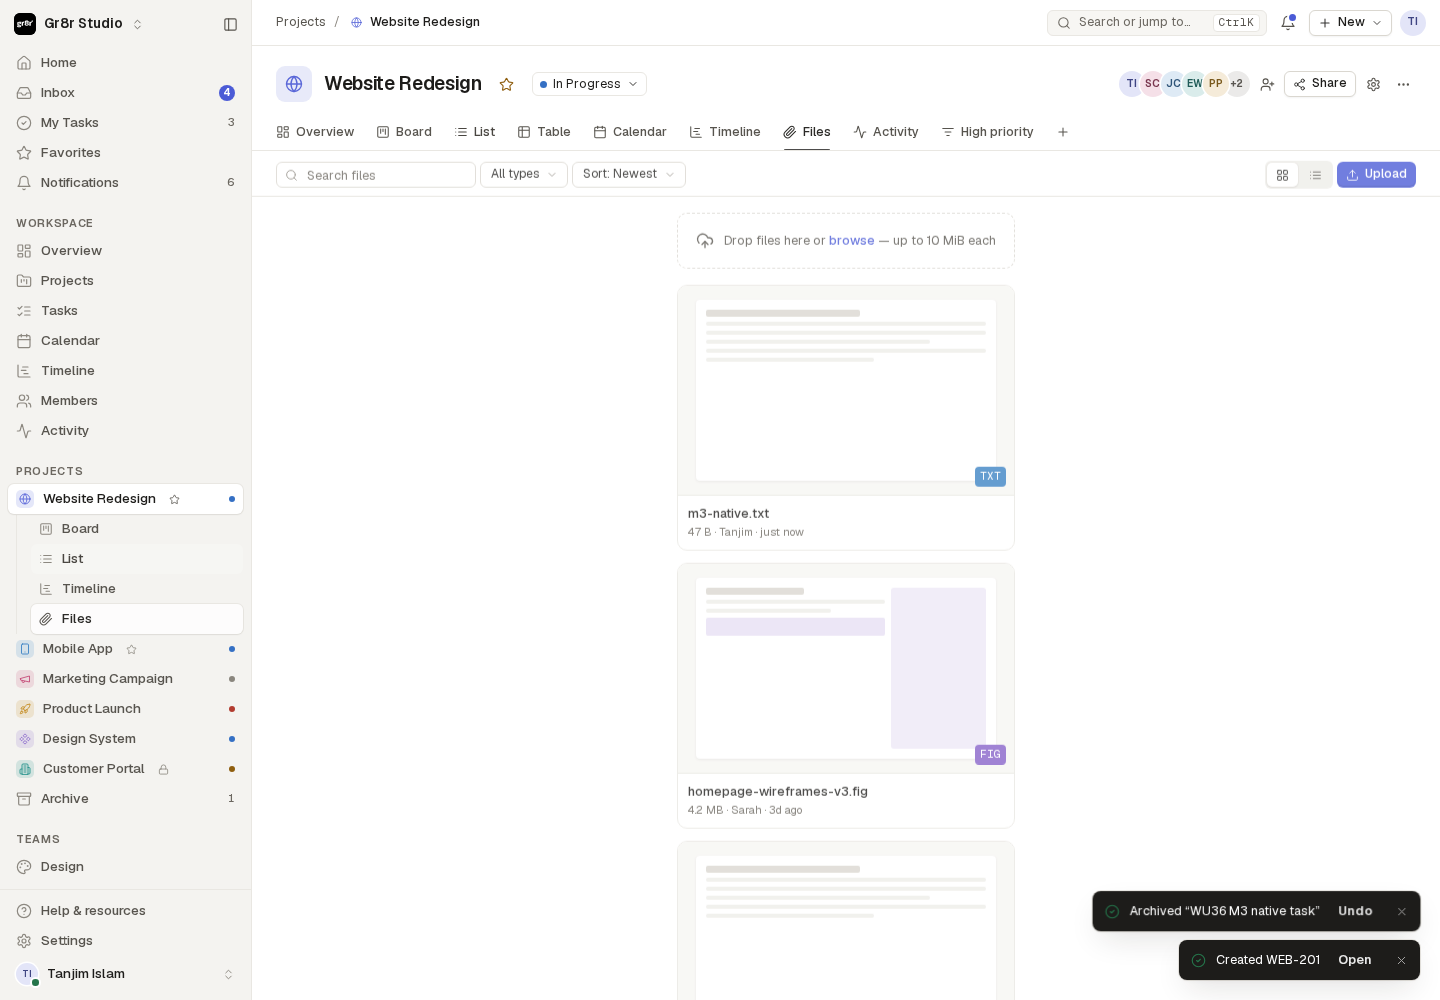 gr8r
Gr8r Studio
Home
Inbox 4
My Tasks 3
Favorites
Notifications 6
WORKSPACE
Overview
Projects
Tasks
Calendar
Timeline
Members
Activity
PROJECTS
Website Redesign
Board
List
Timeline
Files
Mobile App
Marketing Campaign
Product Launch
Design System
Customer Portal
Archive 1
TEAMS
Design
Help & resources
Settings
TI Tanjim Islam
Projects / Website Redesign
Search or jump to... CtrlK
New
TI
Website Redesign
In Progress
TI SC JC EW PP +2
Share
Overview Board List Table Calendar Timeline Files Activity High priority
Search files
All types
Sort: Newest
Upload
Drop files here or browse — up to 10 MiB each
TXT
m3-native.txt
47 B · Tanjim · just now
FIG
homepage-wireframes-v3.fig
4.2 MB · Sarah · 3d ago
Archived “WU36 M3 native task” Undo
Created WEB-201 Open